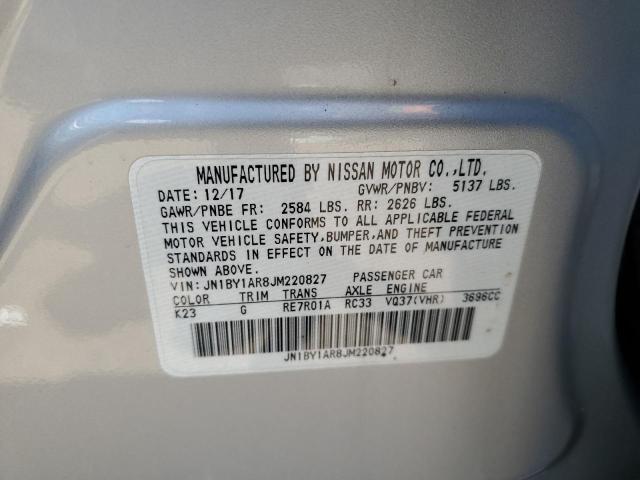 MANUFACTURED BY NISSAN MOTOR CO.,LTD.
DATE: 12/17 GVWR/PNBV: 5137 LBS.
GAWR/PNBE FR: 2584 LBS. RR: 2626 LBS.
THIS VEHICLE CONFORMS TO ALL APPLICABLE FEDERAL
MOTOR VEHICLE SAFETY,BUMPER,AND THEFT PREVENTION
STANDARDS IN EFFECT ON THE DATE OF MANUFACTURE
SHOWN ABOVE.
VIN: JN1BY1AR8JM220827 PASSENGER CAR
COLOR TRIM TRANS AXLE ENGINE
K23 G RE7R01A RC33 VQ37(VHR) 3696CC
JN1BY1AR8JM220827